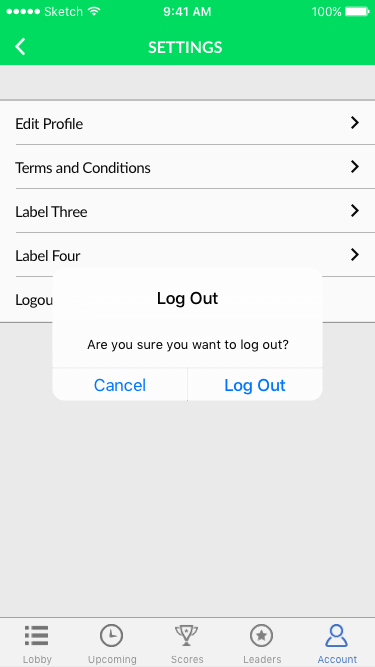 Sketch 9:41 AM 100%
SETTINGS
Edit Profile
Terms and Conditions
Label Three
Label Four
Logou
Log Out
Are you sure you want to log out?
Cancel Log Out
Lobby Upcoming Scores Leaders Account